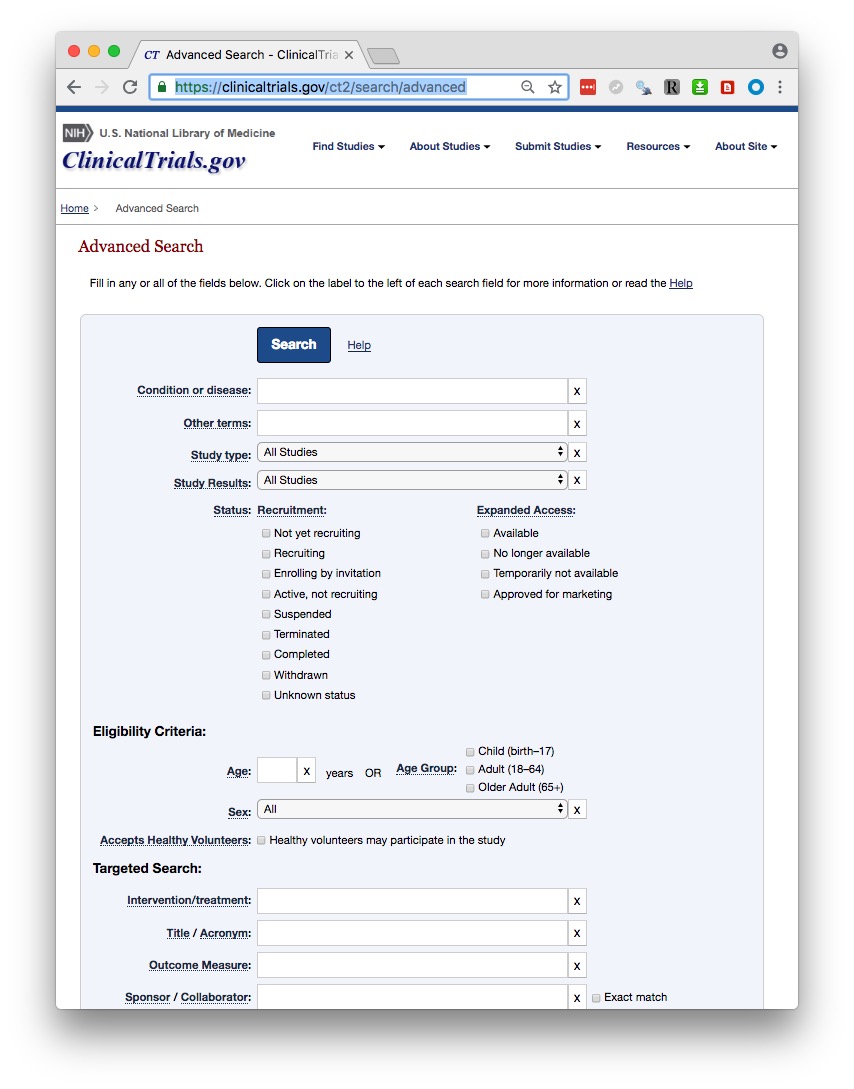 CT Advanced Search - ClinicalTria
https://clinicaltrials.gov/ct2/search/advanced
NIH U.S. National Library of Medicine
ClinicalTrials.gov
Find Studies About Studies Submit Studies Resources About Site
Home > Advanced Search
Advanced Search
Fill in any or all of the fields below. Click on the label to the left of each search field for more information or read the Help
Search Help
Condition or disease: x
Other terms: x
Study type: All Studies x
Study Results: All Studies x
Status: Recruitment: Expanded Access:
Not yet recruiting Available
Recruiting No longer available
Enrolling by invitation Temporarily not available
Active, not recruiting Approved for marketing
Suspended
Terminated
Completed
Withdrawn
Unknown status
Eligibility Criteria:
Child (birth–17)
Age: x years OR Age Group: Adult (18–64)
Older Adult (65+)
Sex: All x
Accepts Healthy Volunteers: Healthy volunteers may participate in the study
Targeted Search:
Intervention/treatment: x
Title / Acronym: x
Outcome Measure: x
Sponsor / Collaborator: x Exact match